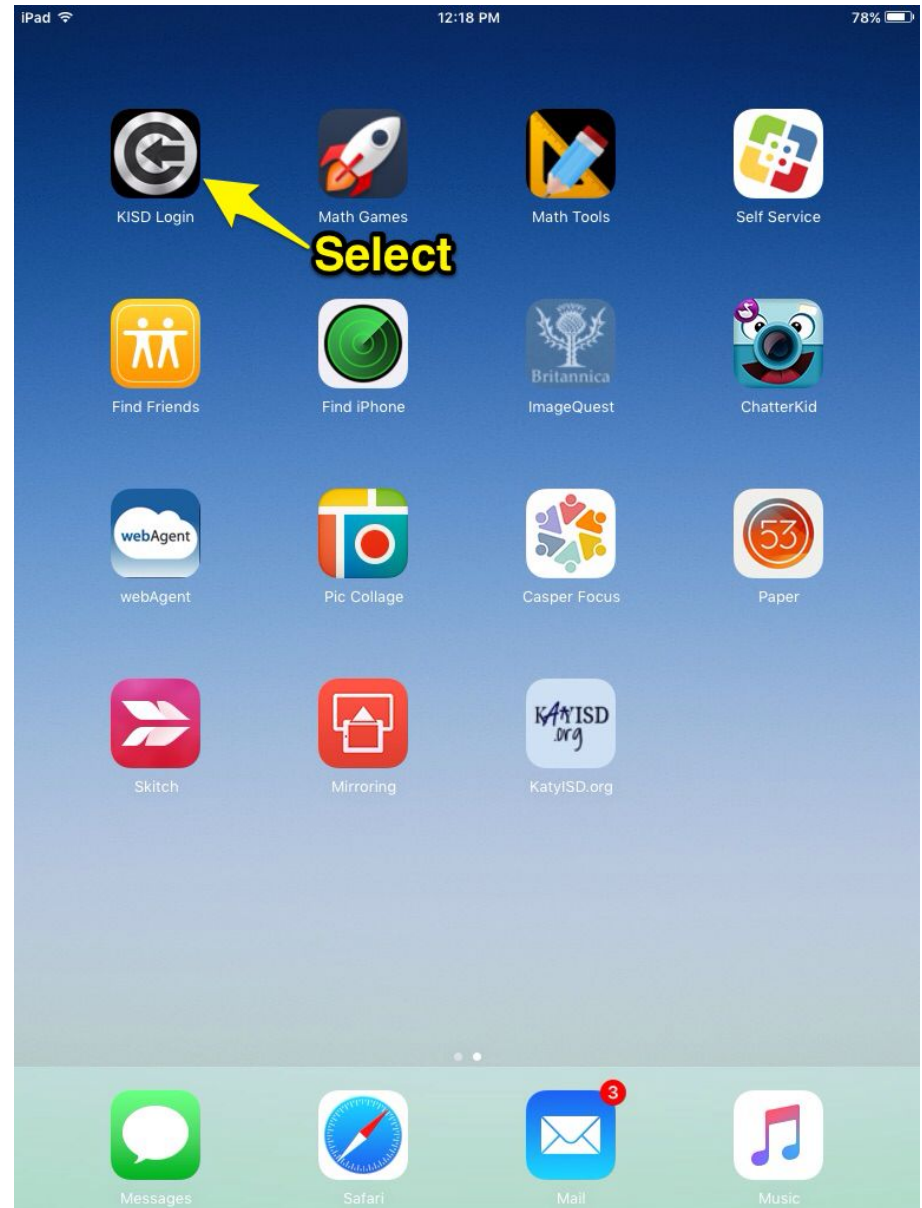 iPad 12:18 PM 78%
KISD Login Math Games Math Tools Self Service
Select
Britannica
Find Friends Find iPhone ImageQuest ChatterKid
webAgent 53
webAgent Pic Collage Casper Focus Paper
KATYISD
.org
Skitch Mirroring KatyISD.org
3
Messages Safari Mail Music